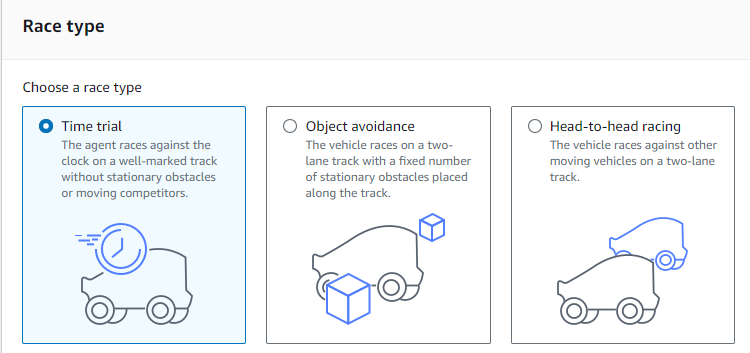 Race type
Choose a race type
Time trial
The agent races against the
clock on a well-marked track
without stationary obstacles
or moving competitors.
Object avoidance
The vehicle races on a two-
lane track with a fixed number
of stationary obstacles placed
along the track.
Head-to-head racing
The vehicle races against other
moving vehicles on a two-lane
track.